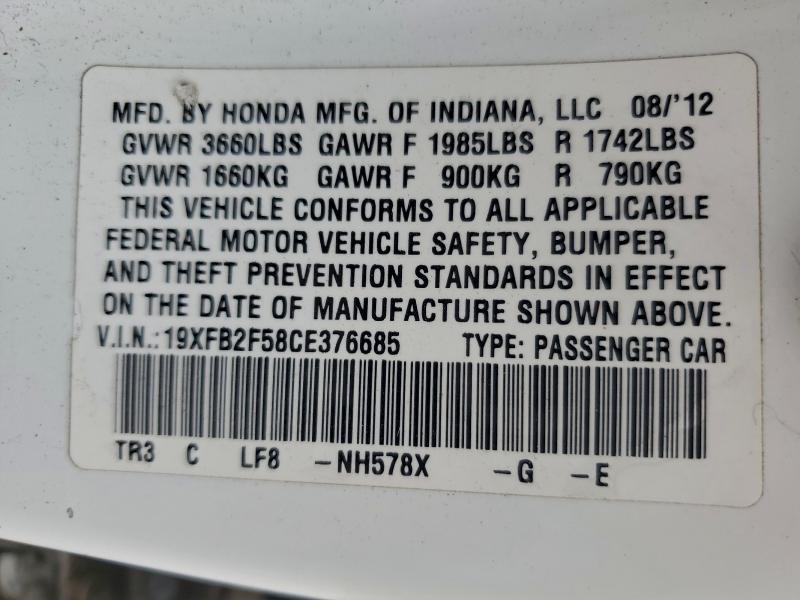 MFD. BY HONDA MFG. OF INDIANA, LLC 08/'12
GVWR 3660LBS GAWR F 1985LBS R 1742LBS
GVWR 1660KG GAWR F 900KG R 790KG
THIS VEHICLE CONFORMS TO ALL APPLICABLE
FEDERAL MOTOR VEHICLE SAFETY, BUMPER,
AND THEFT PREVENTION STANDARDS IN EFFECT
ON THE DATE OF MANUFACTURE SHOWN ABOVE.
V.I.N.:19XFB2F58CE376685 TYPE: PASSENGER CAR
TR3 C LF8 -NH578X -G -E